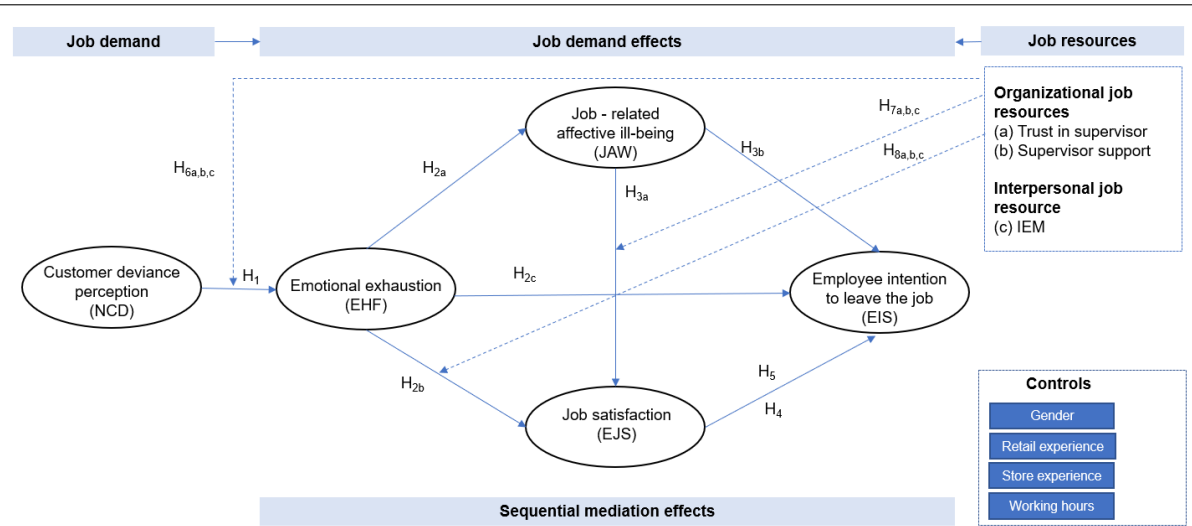 Job demand
Job demand effects
Job resources
Organizational job
resources
(a) Trust in supervisor
(b) Supervisor support
Interpersonal job
resource
(c) IEM
H7a,b,c
H8a,b,c
Job - related
affective ill-being
(JAW)
H3b
H6a,b,c
H2a
H3a
Customer deviance
perception
(NCD)
H1
Emotional exhaustion
(EHF)
H2c
Employee intention
to leave the job
(EIS)
H2b
H5
H4
Job satisfaction
(EJS)
Controls
Gender
Retail experience
Store experience
Working hours
Sequential mediation effects